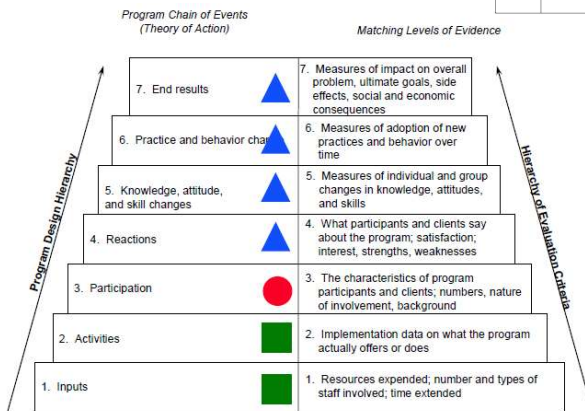 Program Chain of Events
(Theory of Action)
Matching Levels of Evidence
Program Design Hierarchy
Hierarchy of Evaluation Criteria
7. End results
7. Measures of impact on overall
problem, ultimate goals, side
effects, social and economic
consequences
6. Practice and behavior
6. Measures of adoption of new
practices and behavior over
time
5. Knowledge, attitude,
and skill changes
5. Measures of individual and group
changes in knowledge, attitudes,
and skills
4. Reactions
4. What participants and clients say
about the program; satisfaction;
interest, strengths, weaknesses
3. Participation
3. The characteristics of program
participants and clients; numbers, nature
of involvement, background
2. Activities
2. Implementation data on what the program
actually offers or does
1. Inputs
1. Resources expended; number and types of
staff involved; time extended